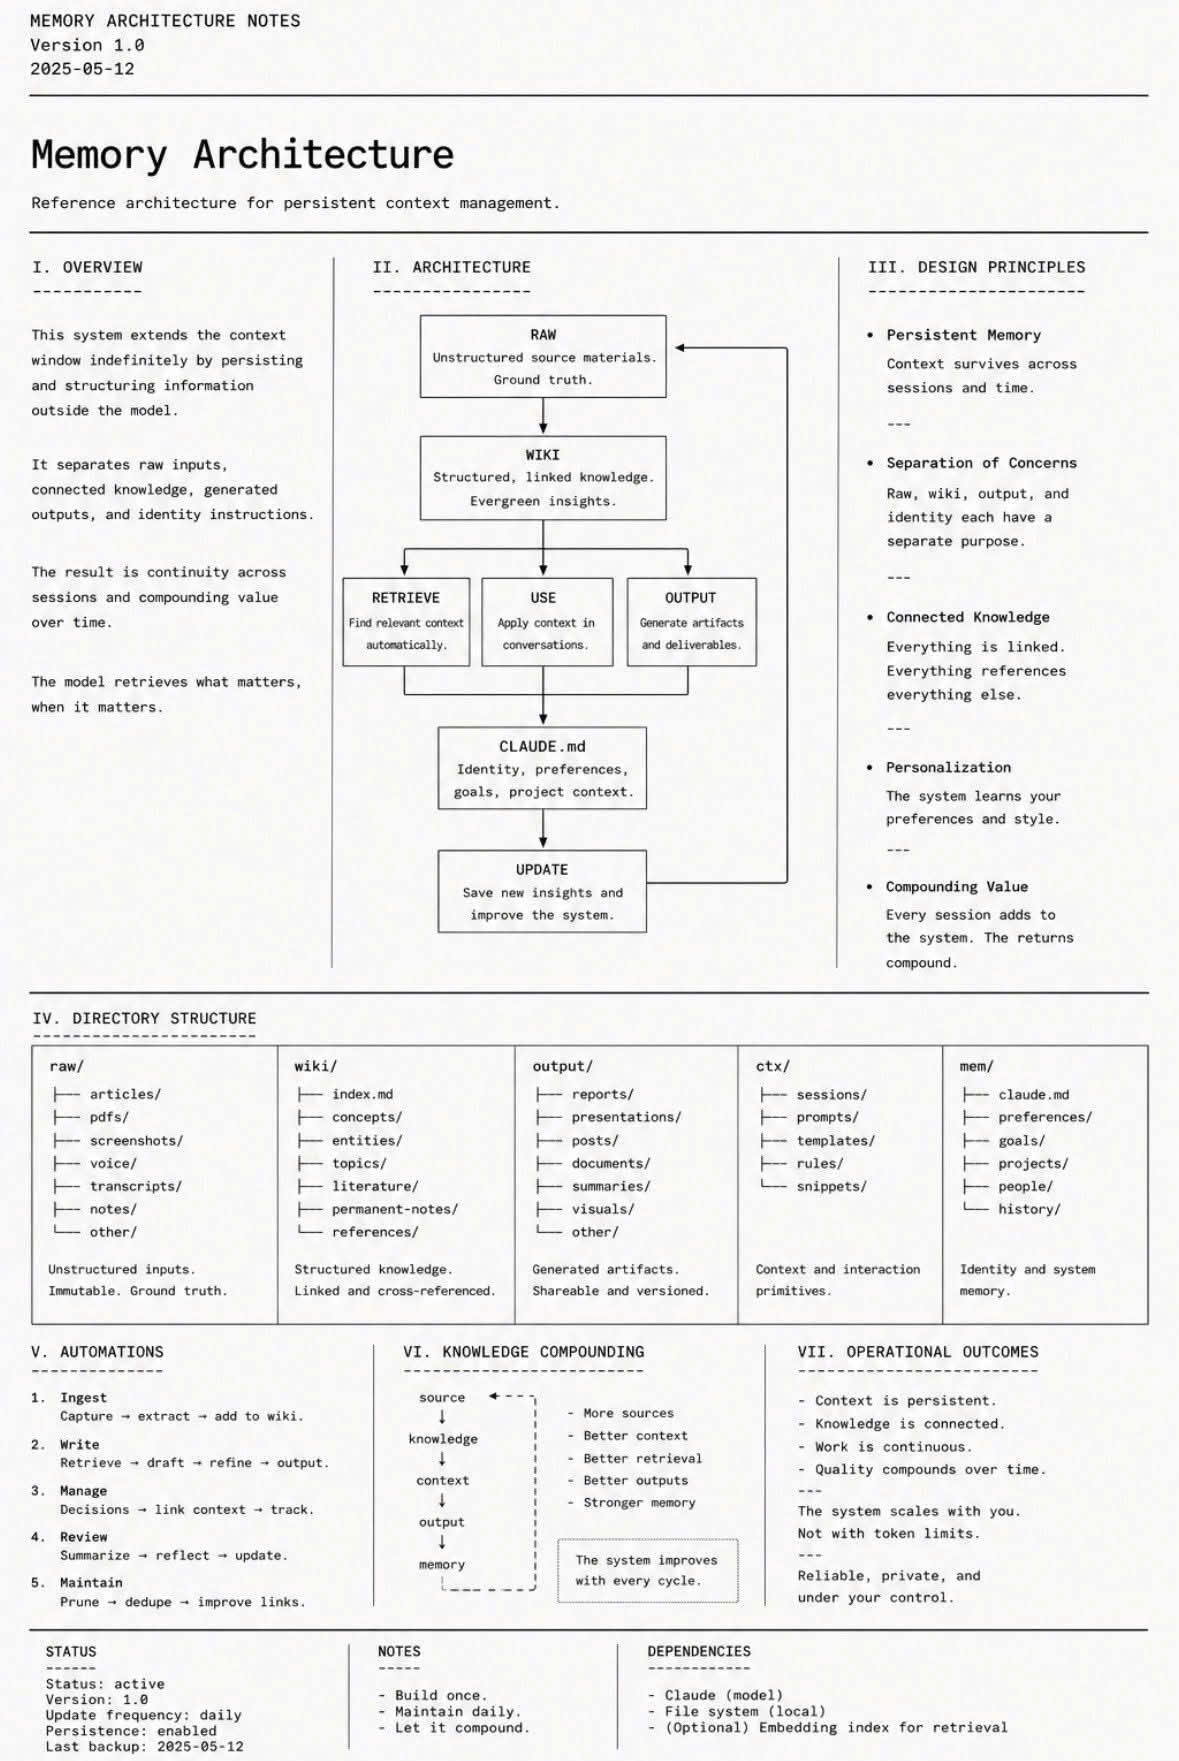 MEMORY ARCHITECTURE NOTES
Version 1.0
2025-05-12
Memory Architecture
Reference architecture for persistent context management.
I. OVERVIEW
-----------
This system extends the context
window indefinitely by persisting
and structuring information
outside the model.
It separates raw inputs,
connected knowledge, generated
outputs, and identity instructions.
The result is continuity across
sessions and compounding value
over time.
The model retrieves what matters,
when it matters.
II. ARCHITECTURE
----------------
RAW
Unstructured source materials.
Ground truth.
WIKI
Structured, linked knowledge.
Evergreen insights.
RETRIEVE
Find relevant context
automatically.
USE
Apply context in
conversations.
OUTPUT
Generate artifacts
and deliverables.
CLAUDE.md
Identity, preferences,
goals, project context.
UPDATE
Save new insights and
improve the system.
III. DESIGN PRINCIPLES
----------------------
• Persistent Memory
Context survives across
sessions and time.
---
• Separation of Concerns
Raw, wiki, output, and
identity each have a
separate purpose.
---
• Connected Knowledge
Everything is linked.
Everything references
everything else.
---
• Personalization
The system learns your
preferences and style.
---
• Compounding Value
Every session adds to
the system. The returns
compound.
IV. DIRECTORY STRUCTURE
-----------------------
raw/
├── articles/
├── pdfs/
├── screenshots/
├── voice/
├── transcripts/
├── notes/
└── other/
Unstructured inputs.
Immutable. Ground truth.
wiki/
├── index.md
├── concepts/
├── entities/
├── topics/
├── literature/
├── permanent-notes/
└── references/
Structured knowledge.
Linked and cross-referenced.
output/
├── reports/
├── presentations/
├── posts/
├── documents/
├── summaries/
├── visuals/
└── other/
Generated artifacts.
Shareable and versioned.
ctx/
├── sessions/
├── prompts/
├── templates/
├── rules/
└── snippets/
Context and interaction
primitives.
mem/
├── claude.md
├── preferences/
├── goals/
├── projects/
├── people/
└── history/
Identity and system
memory.
V. AUTOMATIONS
--------------
1. Ingest
Capture → extract → add to wiki.
2. Write
Retrieve → draft → refine → output.
3. Manage
Decisions → link context → track.
4. Review
Summarize → reflect → update.
5. Maintain
Prune → dedupe → improve links.
VI. KNOWLEDGE COMPOUNDING
-------------------------
source
↓
knowledge
↓
context
↓
output
↓
memory
- More sources
- Better context
- Better retrieval
- Better outputs
- Stronger memory
The system improves
with every cycle.
VII. OPERATIONAL OUTCOMES
-------------------------
- Context is persistent.
- Knowledge is connected.
- Work is continuous.
- Quality compounds over time.
---
The system scales with you.
Not with token limits.
---
Reliable, private, and
under your control.
STATUS
------
Status: active
Version: 1.0
Update frequency: daily
Persistence: enabled
Last backup: 2025-05-12
NOTES
-----
- Build once.
- Maintain daily.
- Let it compound.
DEPENDENCIES
------------
- Claude (model)
- File system (local)
- (Optional) Embedding index for retrieval